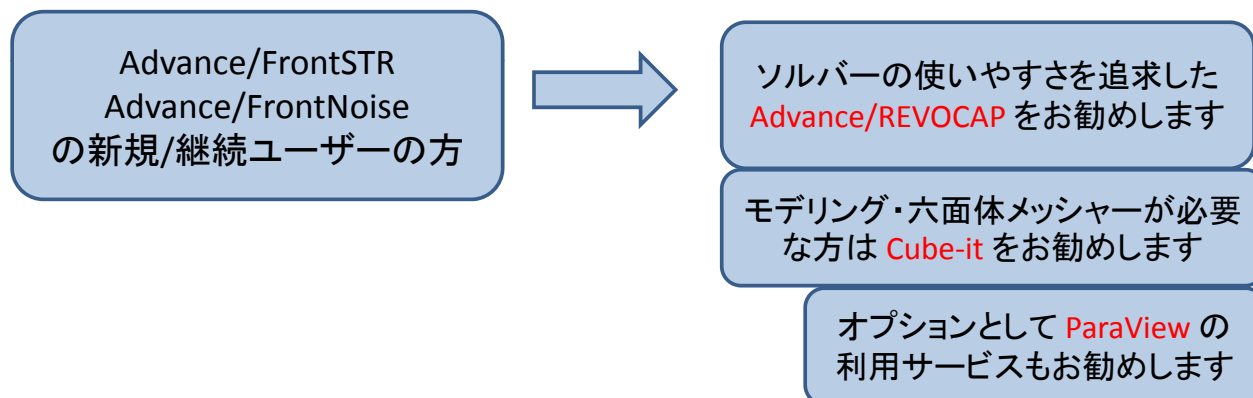 Advance/FrontSTR
Advance/FrontNoise
の新規/継続ユーザーの方
ソルバーの使いやすさを追求した
Advance/REVOCAP をお勧めします
モデリング・六面体メッシャーが必要
な方は Cube-it をお勧めします
オプションとして ParaView の
利用サービスもお勧めします